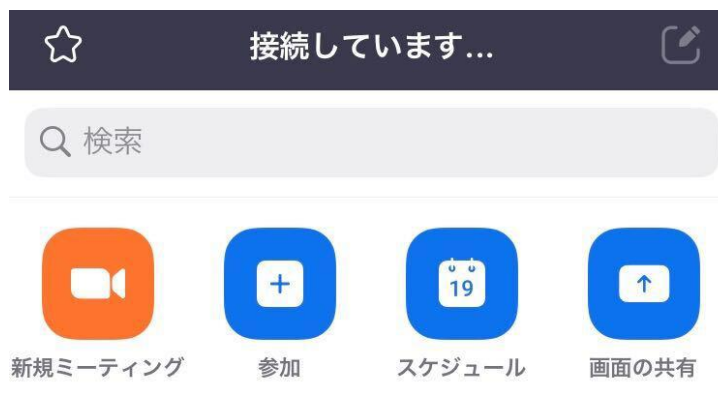 接続しています...
検索
19
新規ミーティング
参加
スケジュール
画面の共有